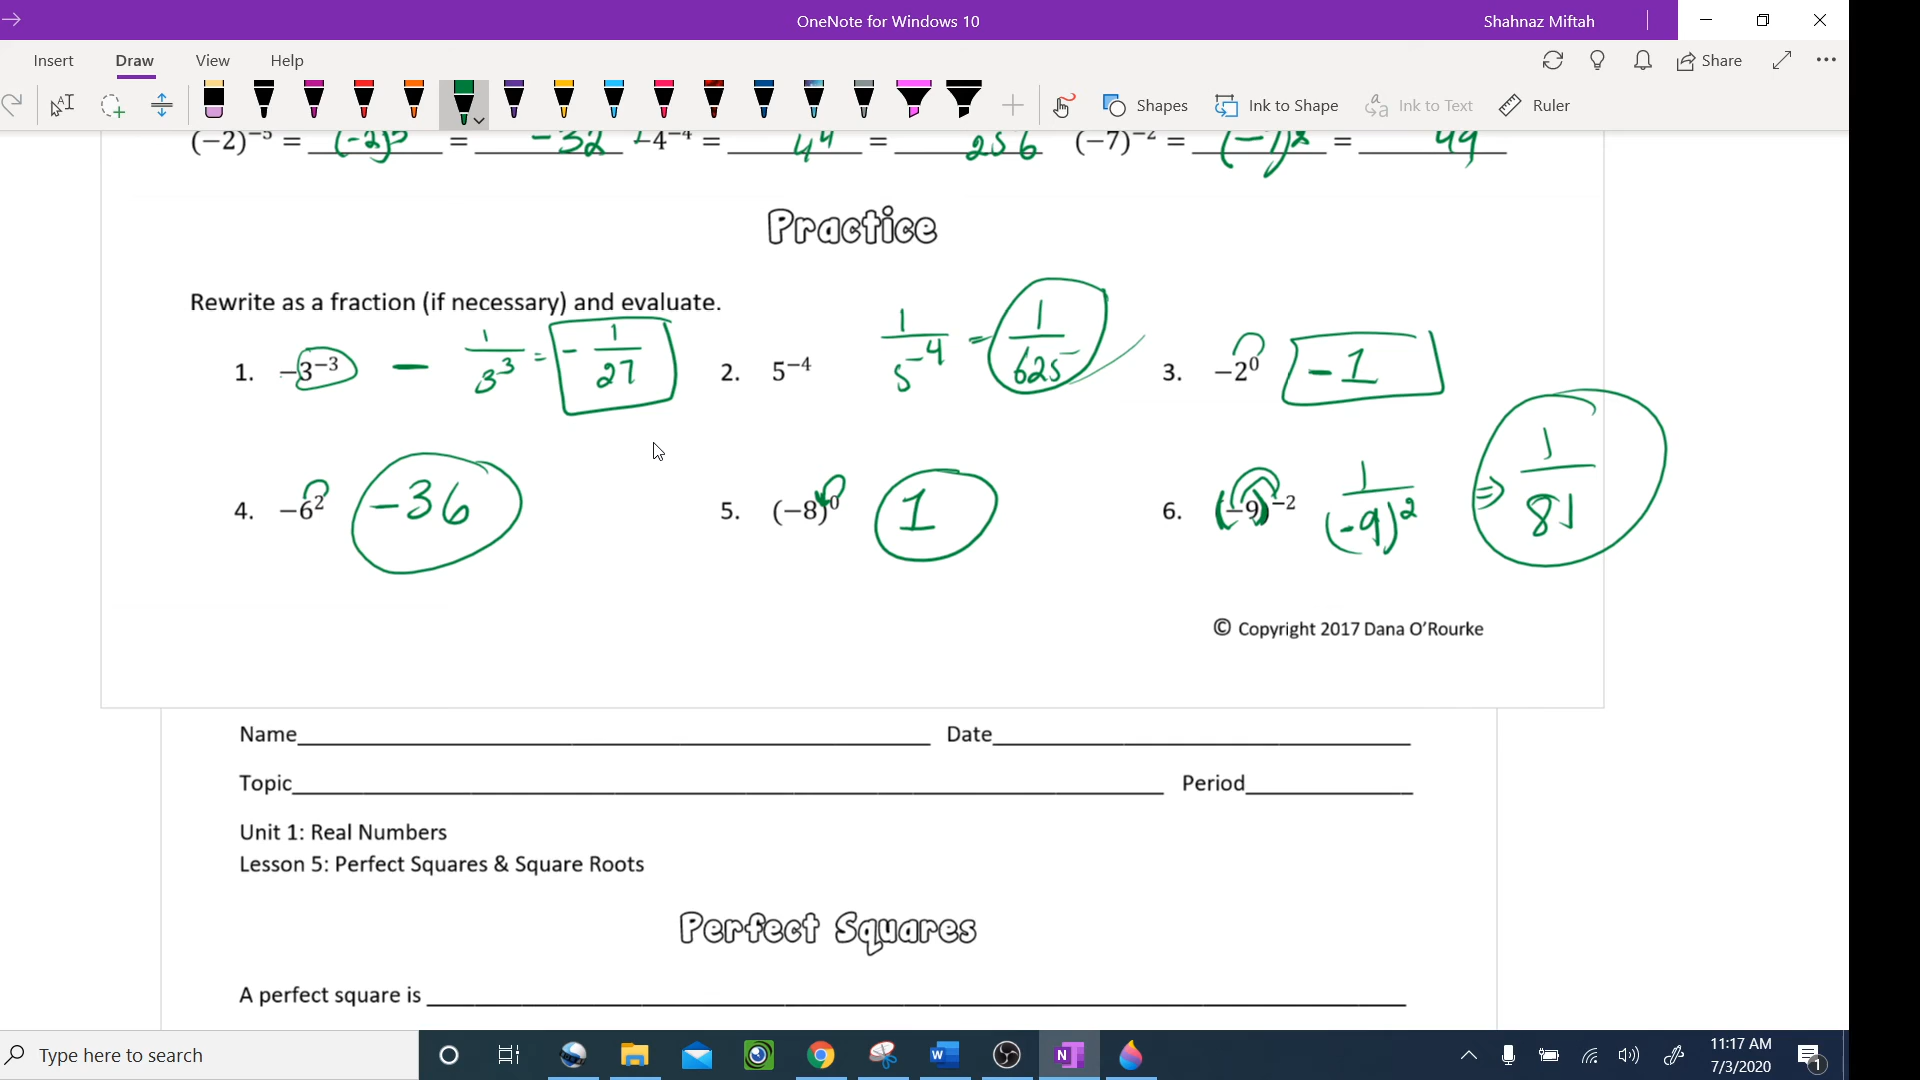 OneNote for Windows 10
Shahnaz Miftah
Insert Draw View Help Share
Shapes Ink to Shape Ink to Text Ruler
(−2)⁻⁵ = (-2)⁵ = -32 −4⁻⁴ = 4⁴ = 256 (−7)⁻² = (-7)² = 49
Practice
Rewrite as a fraction (if necessary) and evaluate.
1. −3⁻³ - 1/3³ = - 1/27 2. 5⁻⁴ 1/5⁻⁴ = 1/625 3. −2⁰ -1
4. −6² -36 5. (−8)⁰ 1 6. (−9)⁻² 1/(-9)² ⇒ 1/81
© Copyright 2017 Dana O'Rourke
Name Date
Topic Period
Unit 1: Real Numbers
Lesson 5: Perfect Squares & Square Roots
Perfect Squares
A perfect square is
Type here to search
11:17 AM
7/3/2020
1